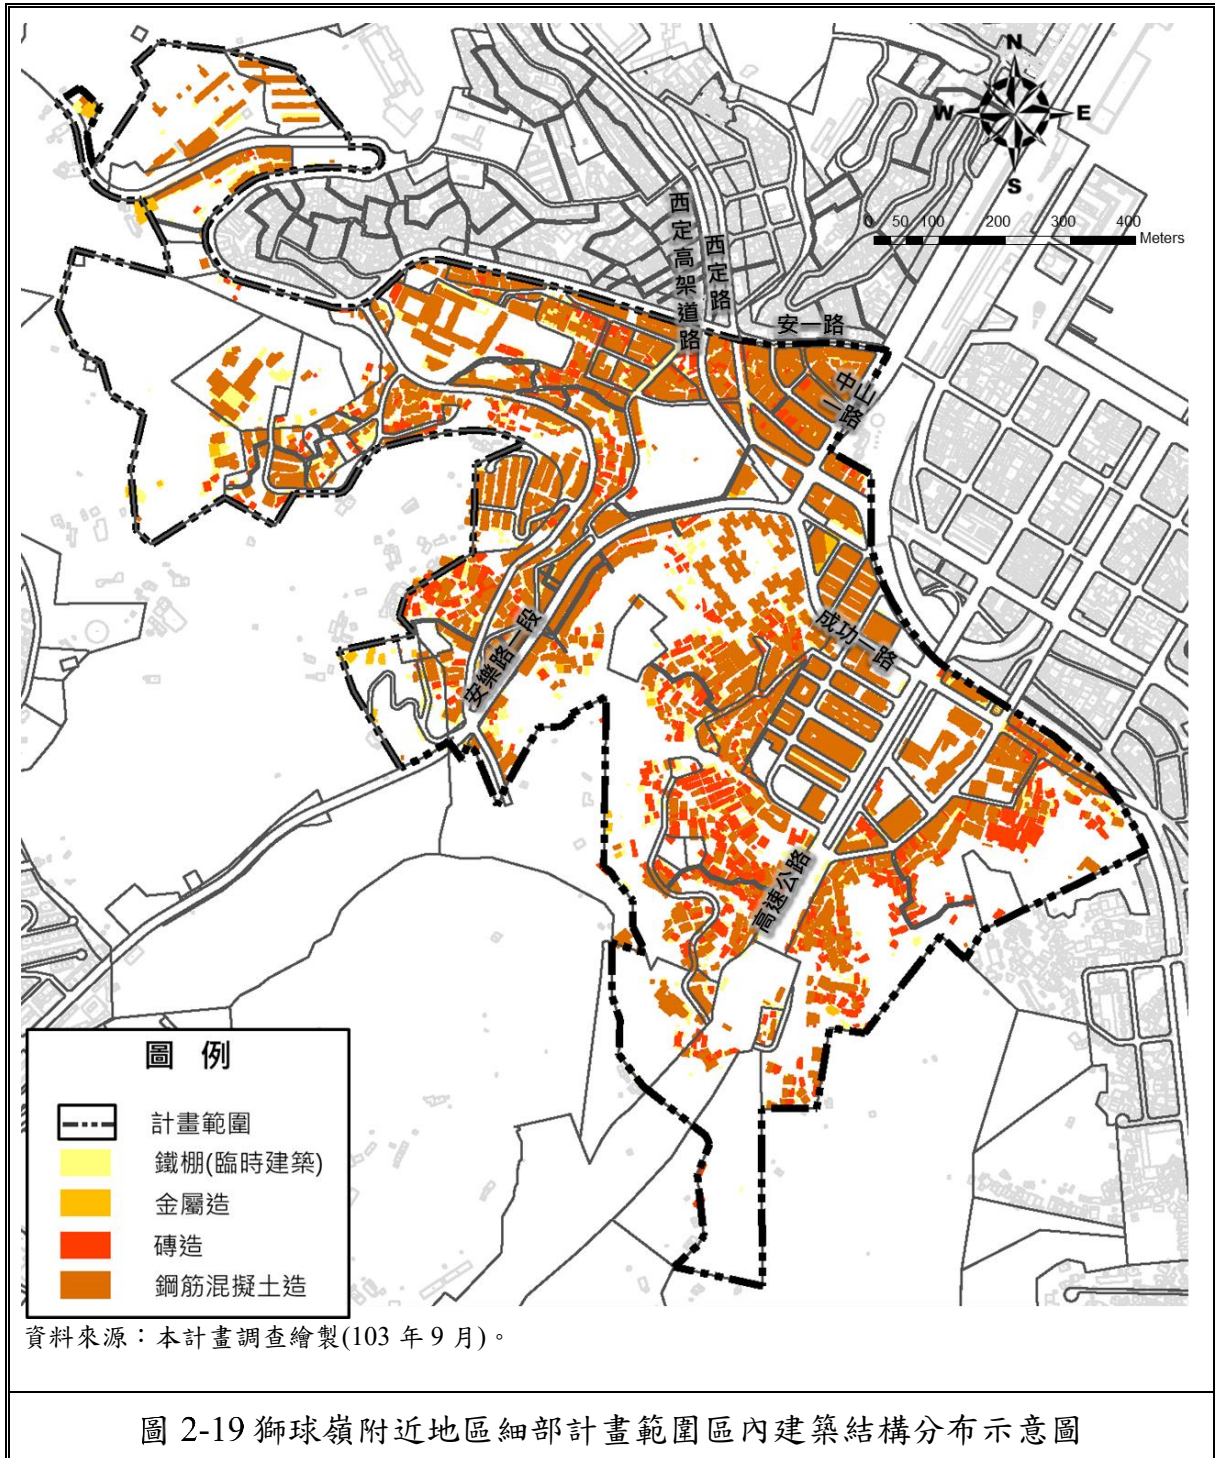 N
W
E
S
0 50 100 200 300 400
Meters
西定高架道路
西定路
安一路
中山二路
成功一路
安樂路一段
高速公路
圖 例
計畫範圍
鐵棚(臨時建築)
金屬造
磚造
鋼筋混凝土造
資料來源：本計畫調查繪製(103 年 9 月)。
圖 2-19 獅球嶺附近地區細部計畫範圍區內建築結構分布示意圖